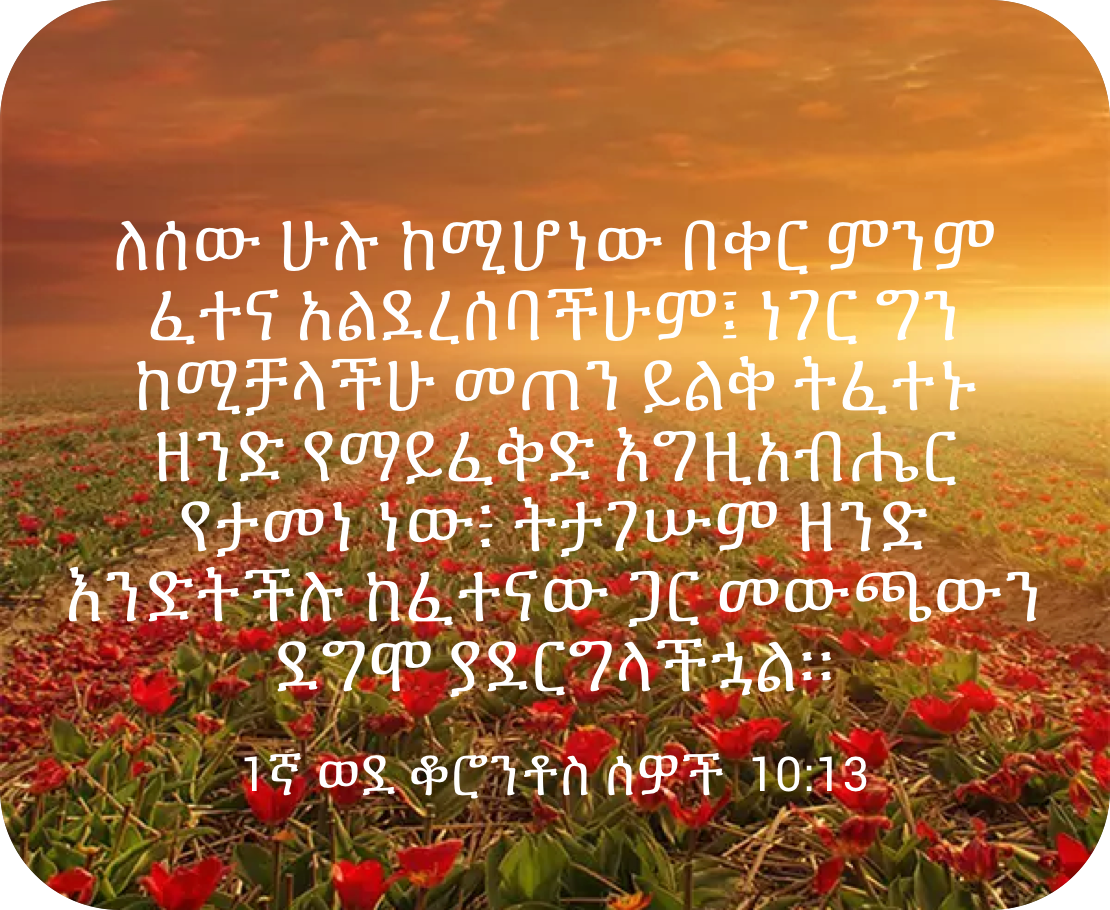 ለሰው ሁሉ ከሚሆነው በቀር ምንም
ፈተና አልደረሰባችሁም፤ ነገር ግን
ከሚቻላችሁ መጠን ይልቅ ትፈተኑ
ዘንድ የማይፈቅድ እግዚአብሔር
የታመነ ነው፥ ትታገሡም ዘንድ
እንድትችሉ ከፈተናው ጋር መውጫውን
ደግሞ ያደርግላችኋል።
1ኛ ወደ ቆሮንቶስ ሰዎች 10:13